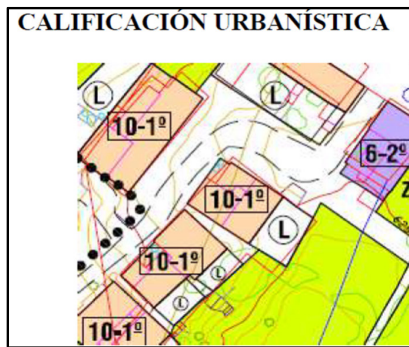 CALIFICACIÓN URBANÍSTICA
L
L
10-1º
6-2º
Z
10-1º
L
10-1º
L
L
10-1º